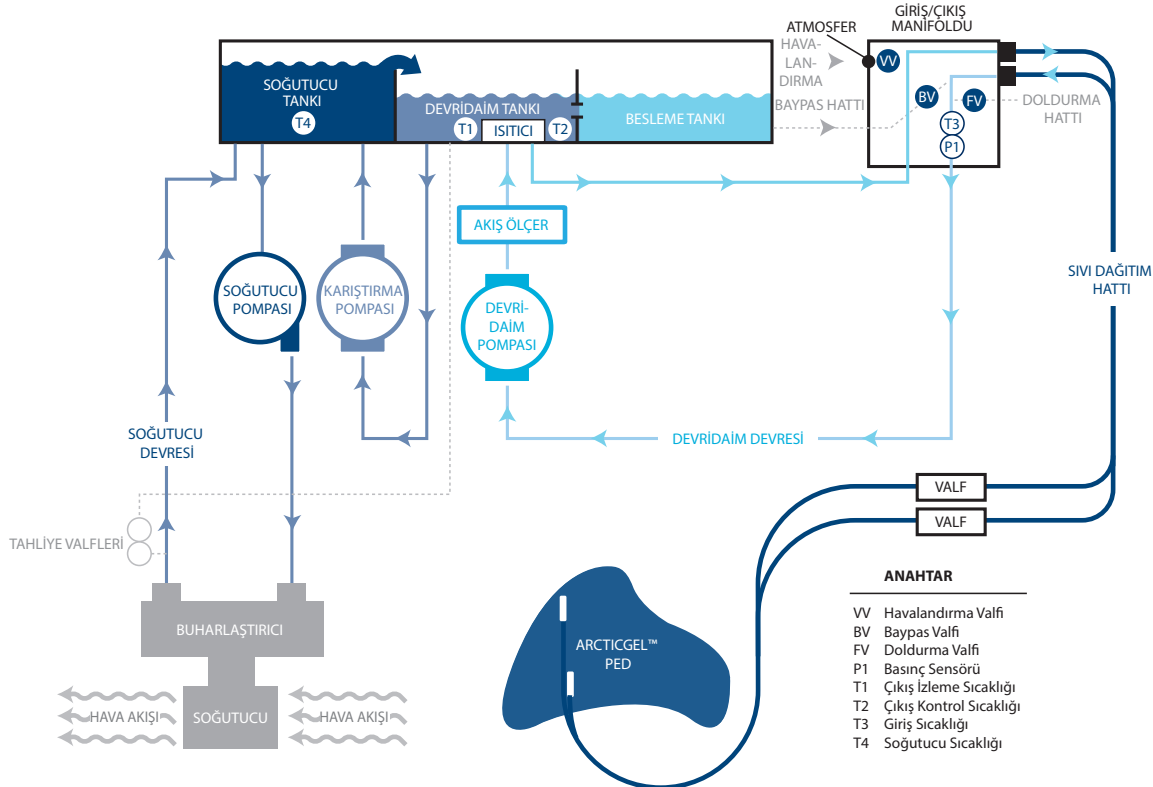 GİRİŞ/ÇIKIŞ
MANİFOLDU
ATMOSFER
HAVA-
LAN-
DIRMA
VV
SOĞUTUCU
TANKI
T4
DEVRİDAİM TANKI
T1
ISITICI
T2
BESLEME TANKI
BAYPAS HATTI
BV
FV
DOLDURMA
HATTI
T3
P1
AKIŞ ÖLÇER
SOĞUTUCU
POMPASI
KARIŞTIRMA
POMPASI
DEVRİ-
DAİM
POMPASI
SIVI DAĞITIM
HATTI
SOĞUTUCU
DEVRESİ
DEVRİDAİM DEVRESİ
VALF
VALF
TAHLİYE VALFLERİ
BUHARLAŞTIRICI
HAVA AKIŞI
SOĞUTUCU
HAVA AKIŞI
ARCTICGEL™
PED
ANAHTAR
VV Havalandırma Valfi
BV Baypas Valfi
FV Doldurma Valfi
P1 Basınç Sensörü
T1 Çıkış İzleme Sıcaklığı
T2 Çıkış Kontrol Sıcaklığı
T3 Giriş Sıcaklığı
T4 Soğutucu Sıcaklığı